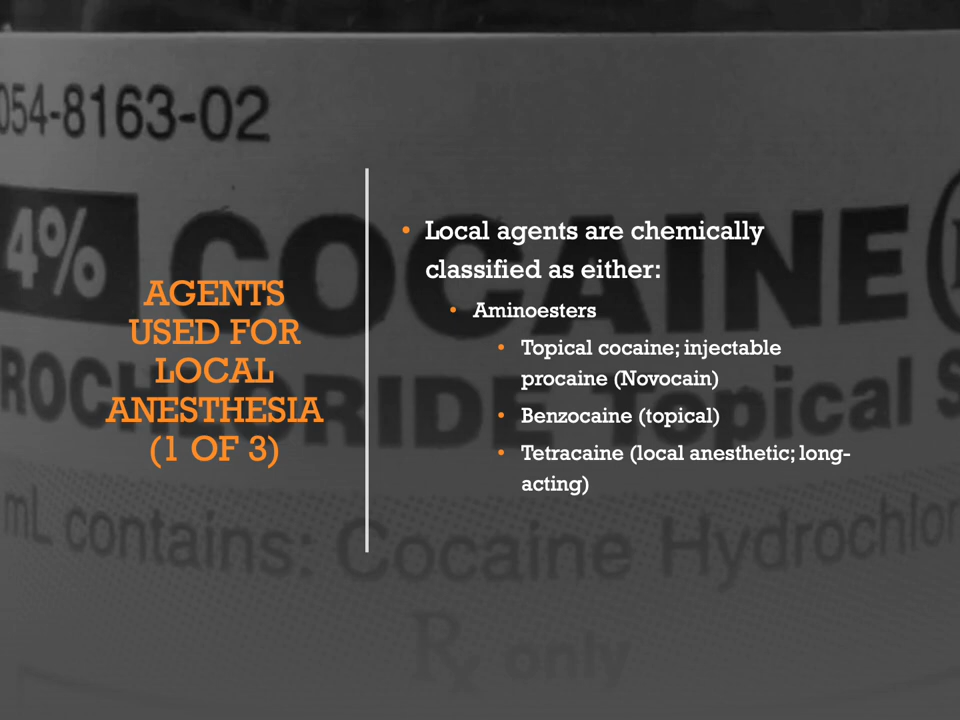 054-8163-02
4% COCAINE
AGENTS
USED FOR
LOCAL
ANESTHESIA
(1 OF 3)
• Local agents are chemically
classified as either:
• Aminoesters
• Topical cocaine; injectable
procaine (Novocain)
• Benzocaine (topical)
• Tetracaine (local anesthetic; long-
acting)
Topical
mL contains: Cocaine
Rx only